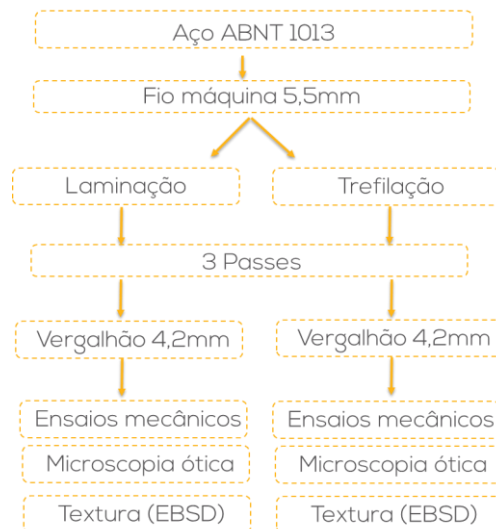 Aço ABNT 1013
Fio máquina 5,5mm
Laminação
Trefilação
3 Passes
Vergalhão 4,2mm
Vergalhão 4,2mm
Ensaios mecânicos
Ensaios mecânicos
Microscopia ótica
Microscopia ótica
Textura (EBSD)
Textura (EBSD)